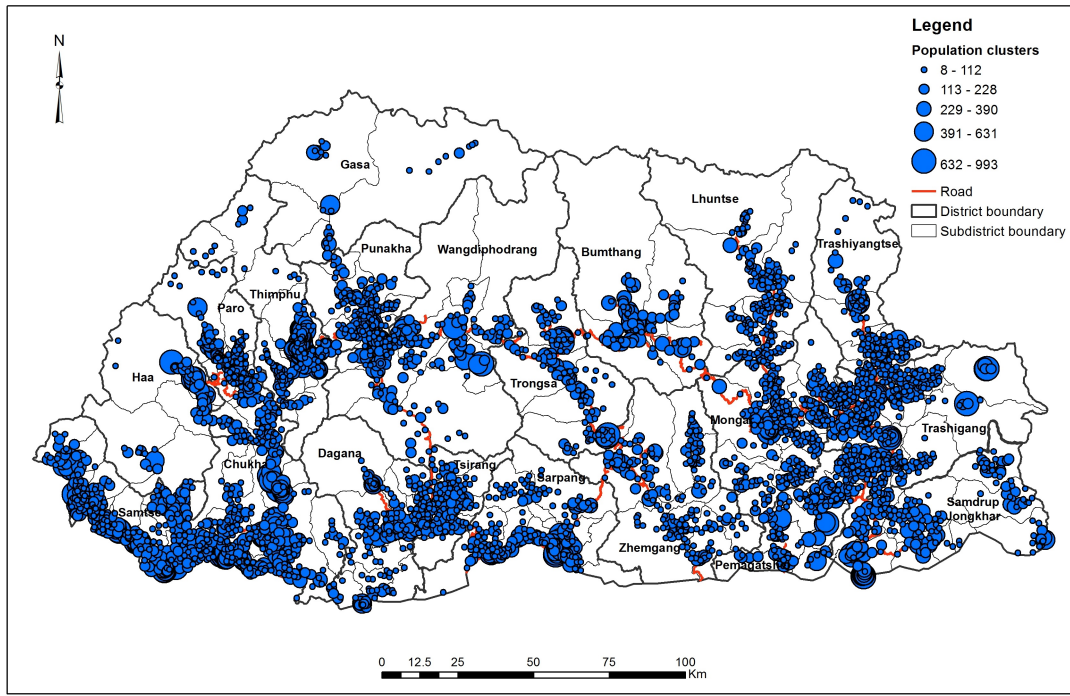 N
Legend
Population clusters
8 - 112
113 - 228
229 - 390
391 - 631
632 - 993
Road
District boundary
Subdistrict boundary
Gasa
Lhuntse
Punakha
Wangdiphodrang
Bumthang
Trashiyangtse
Thimphu
Paro
Haa
Trongsa
Mongar
Trashigang
Dagana
Chukha
Tsirang
Sarpang
Samtse
Samdrup
Jongkhar
Zhemgang
Pemagatshel
0 12.5 25 50 75 100
Km